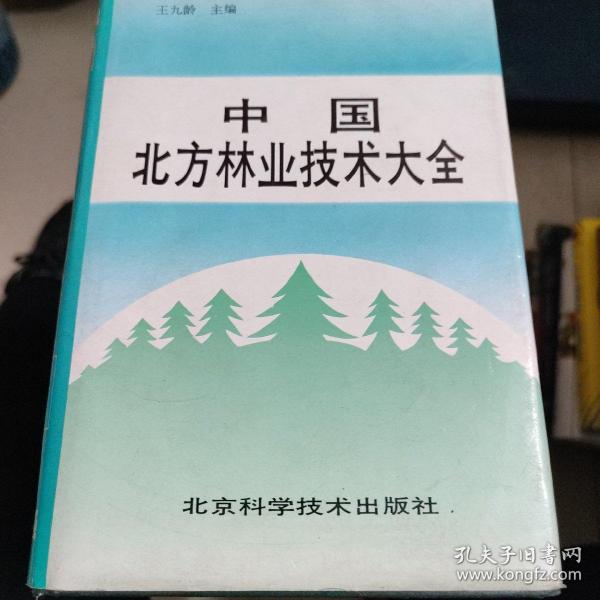 王九龄 主编
中国
北方林业技术大全
北京科学技术出版社
孔夫子旧书网
www.kongfz.com